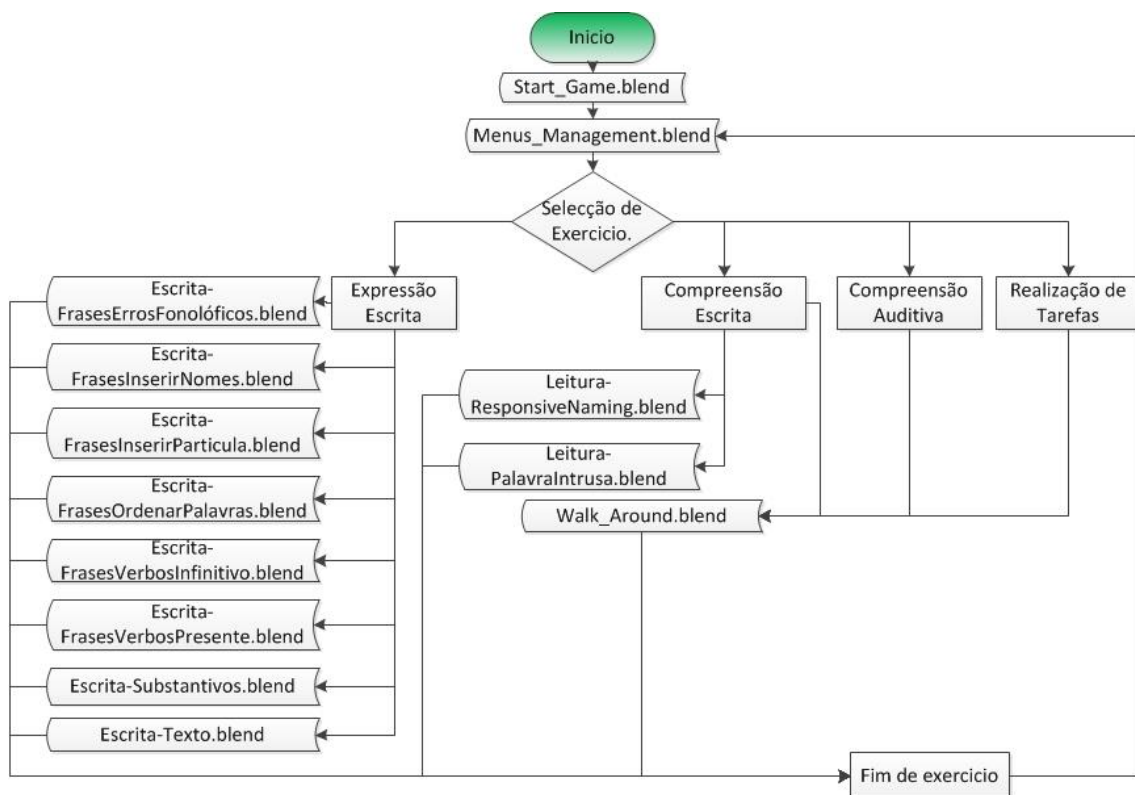 Inicio
Start_Game.blend
Menus_Management.blend
Selecção de
Exercicio.
Expressão
Escrita
Compreensão
Escrita
Compreensão
Auditiva
Realização de
Tarefas
Escrita-
FrasesErrosFonolóficos.blend
Escrita-
FrasesInserirNomes.blend
Escrita-
FrasesInserirParticula.blend
Escrita-
FrasesOrdenarPalavras.blend
Escrita-
FrasesVerbosInfinitivo.blend
Escrita-
FrasesVerbosPresente.blend
Escrita-Substantivos.blend
Escrita-Texto.blend
Leitura-
ResponsiveNaming.blend
Leitura-
PalavraIntrusa.blend
Walk_Around.blend
Fim de exercicio